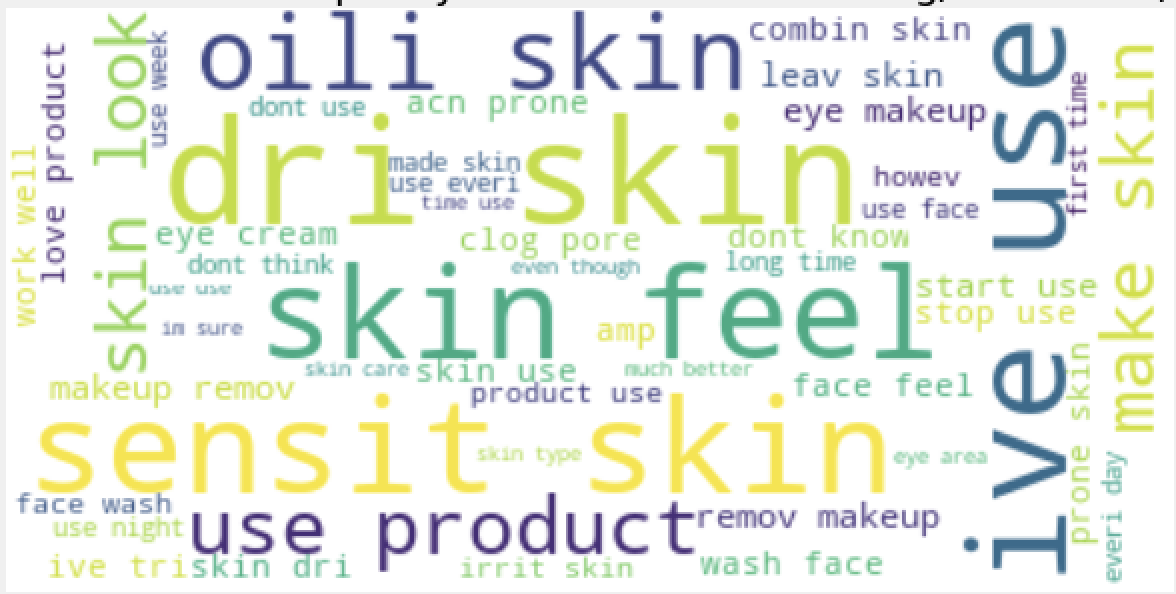 oili skin
combin skin
leav skin
dont use
acn prone
eye makeup
dri skin
made skin
use everi
time use
howev
use face
eye cream
clog pore
dont know
dont think
even though
long time
use use
skin feel
start use
stop use
im sure
amp
skin care
skin use
much better
makeup remov
product use
face feel
sensit skin
skin type
eye area
face wash
use night
use product
remov makeup
ive tri
skin dri
irrit skin
wash face
work well
love product
skin look
use week
ive use
first time
make skin
prone skin
everi day